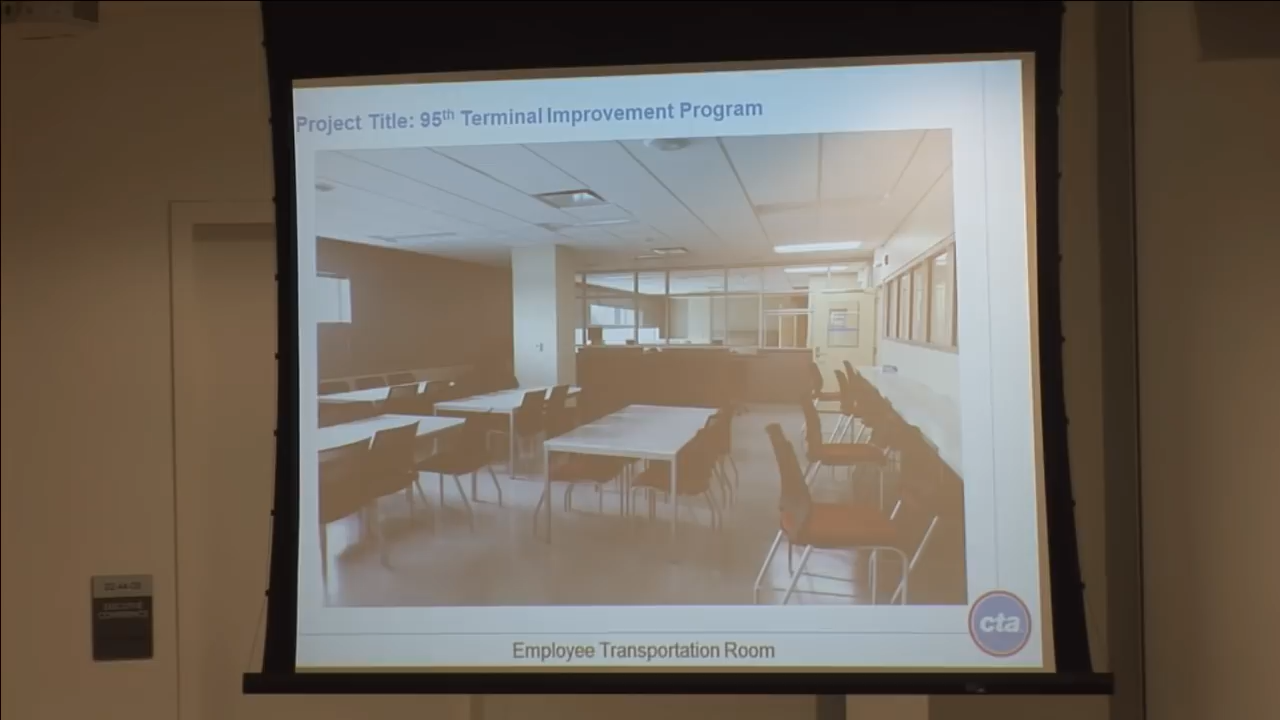 Project Title: 95th Terminal Improvement Program
cta
Employee Transportation Room